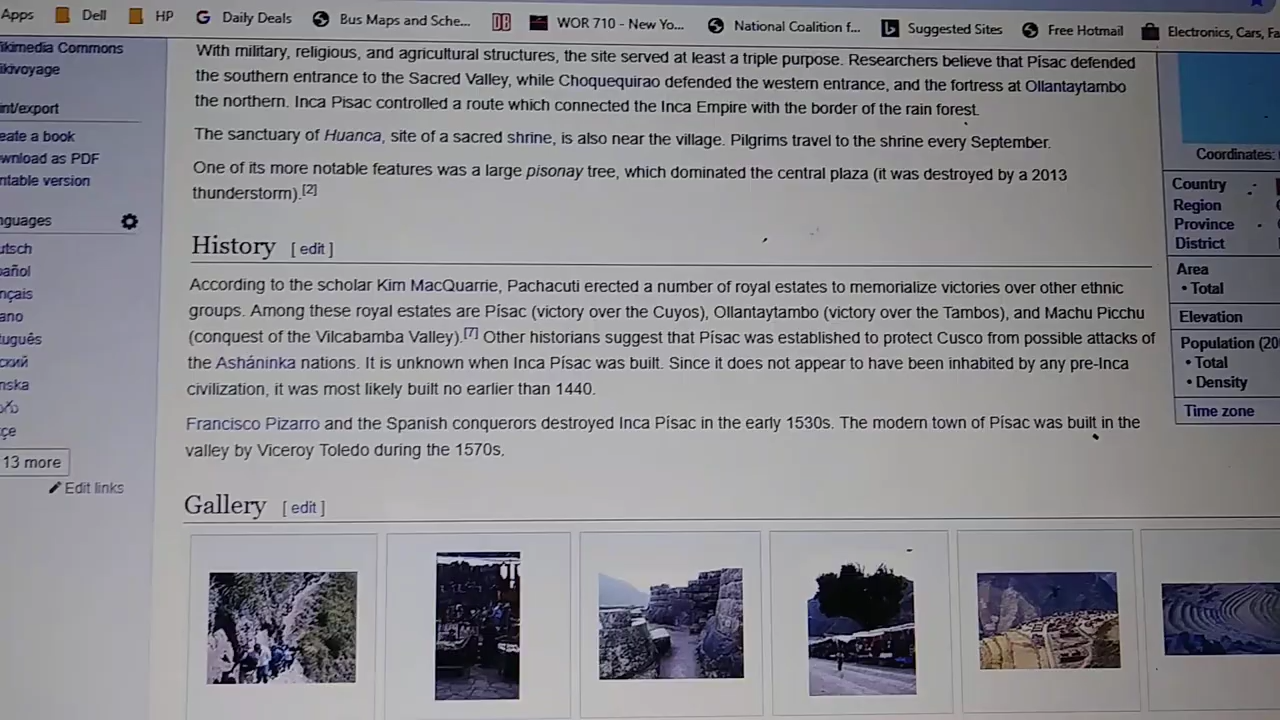 Apps Dell HP Daily Deals Bus Maps and Sche... DB WOR 710 - New Yo... National Coalition f... Suggested Sites Free Hotmail Electronics, Cars, Fa
ikimedia Commons
ikivoyage
int/export
eate a book
ownload as PDF
ntable version
nguages
utsch
pañol
nçais
ano
tuguês
ский
nska
çe
13 more
Edit links
With military, religious, and agricultural structures, the site served at least a triple purpose. Researchers believe that Písac defended
the southern entrance to the Sacred Valley, while Choquequirao defended the western entrance, and the fortress at Ollantaytambo
the northern. Inca Pisac controlled a route which connected the Inca Empire with the border of the rain forest.
The sanctuary of Huanca, site of a sacred shrine, is also near the village. Pilgrims travel to the shrine every September.
One of its more notable features was a large pisonay tree, which dominated the central plaza (it was destroyed by a 2013
thunderstorm).[2]
History [ edit ]
According to the scholar Kim MacQuarrie, Pachacuti erected a number of royal estates to memorialize victories over other ethnic
groups. Among these royal estates are Písac (victory over the Cuyos), Ollantaytambo (victory over the Tambos), and Machu Picchu
(conquest of the Vilcabamba Valley).[7] Other historians suggest that Písac was established to protect Cusco from possible attacks of
the Asháninka nations. It is unknown when Inca Písac was built. Since it does not appear to have been inhabited by any pre-Inca
civilization, it was most likely built no earlier than 1440.
Francisco Pizarro and the Spanish conquerors destroyed Inca Písac in the early 1530s. The modern town of Písac was built in the
valley by Viceroy Toledo during the 1570s.
Gallery [ edit ]
Coordinates:
Country
Region
Province
District
Area
• Total
Elevation
Population (20
• Total
• Density
Time zone